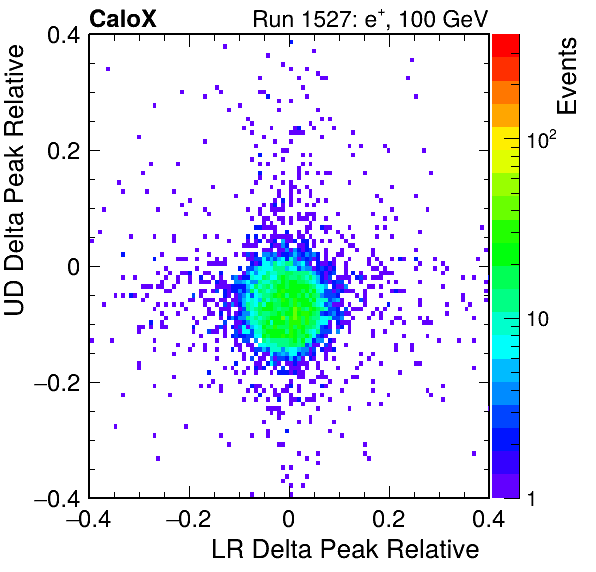 CaloX Run 1527: e⁺, 100 GeV
0.4
0.2
0
−0.2
−0.4
UD Delta Peak Relative
−0.4 −0.2 0 0.2 0.4
LR Delta Peak Relative
Events
10²
10
1